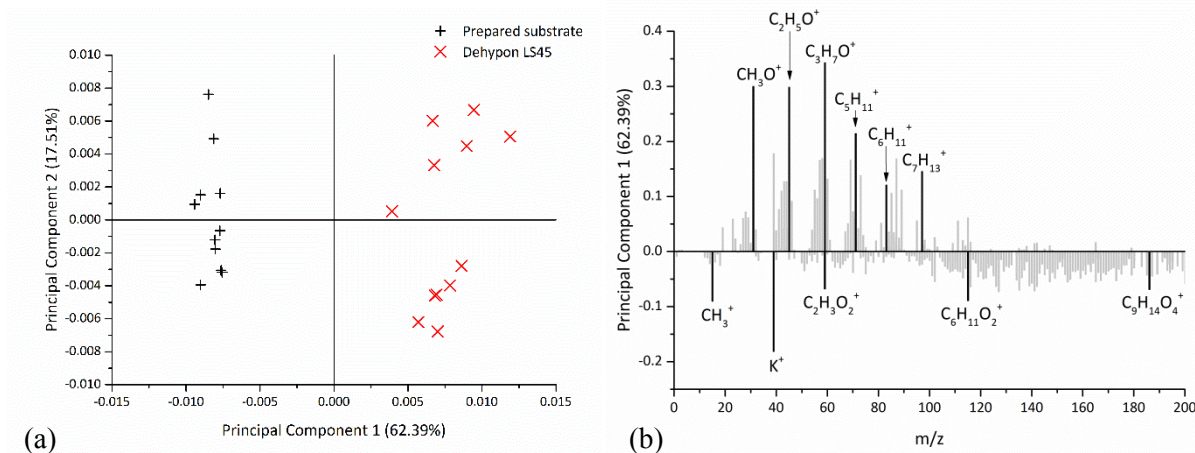 Prepared substrate
Dehypon LS45
0.010
0.008
0.006
0.004
0.002
0.000
-0.002
-0.004
-0.006
-0.008
-0.010
Principal Component 2 (17.51%)
-0.015 -0.010 -0.005 0.000 0.005 0.010 0.015
Principal Component 1 (62.39%)
(a)
0.4
0.3
0.2
0.1
0.0
-0.1
-0.2
Principal Component 1 (62.39%)
C₂H₅O⁺
C₃H₇O⁺
CH₃O⁺
C₅H₁₁⁺
C₆H₁₁⁺
C₇H₁₃⁺
CH₃⁺
C₂H₃O₂⁺
C₆H₁₁O₂⁺
C₉H₁₄O₄⁺
K⁺
0 20 40 60 80 100 120 140 160 180 200
m/z
(b)